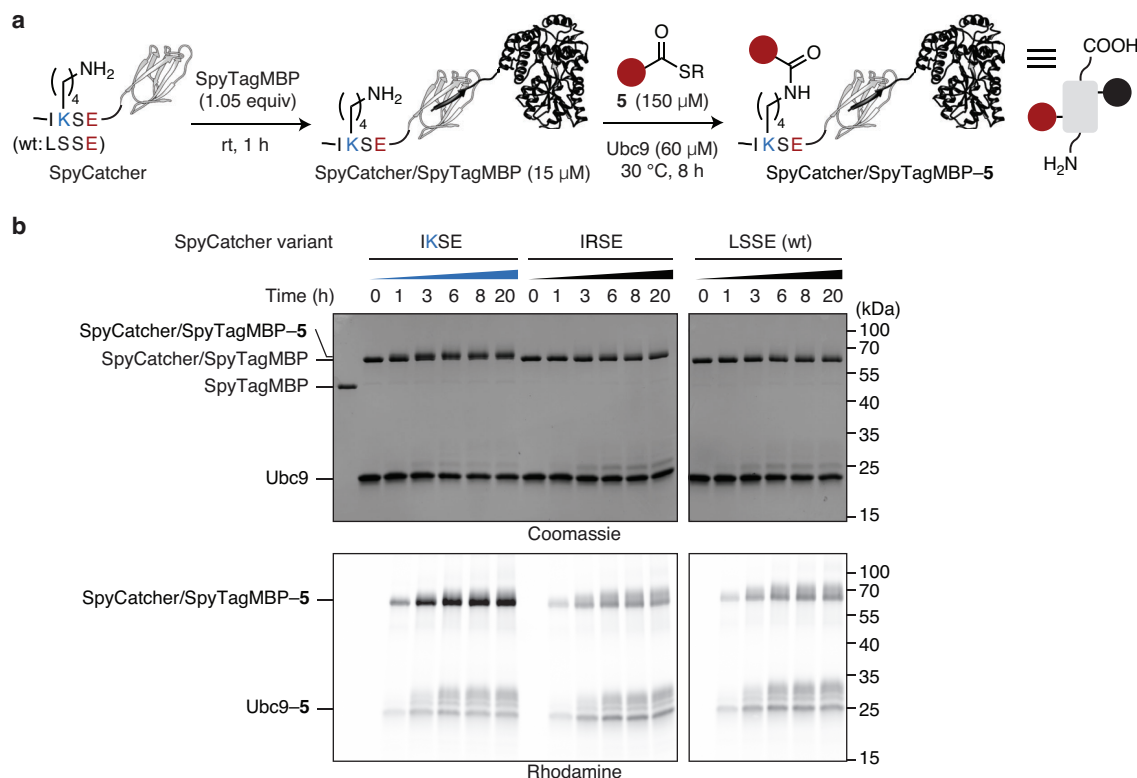 a
NH2
( )
4
–I K S E
(wt:LSSE)
SpyCatcher
SpyTagMBP
(1.05 equiv)
rt, 1 h
NH2
( )
4
–I K S E
SpyCatcher/SpyTagMBP (15 μM)
O
SR
5 (150 μM)
Ubc9 (60 μM)
30 °C, 8 h
O
NH
( )
4
–I K S E
SpyCatcher/SpyTagMBP–5
COOH
H2N
b
SpyCatcher variant IKSE IRSE LSSE (wt)
Time (h) 0 1 3 6 8 20 0 1 3 6 8 20 0 1 3 6 8 20 (kDa)
SpyCatcher/SpyTagMBP–5
SpyCatcher/SpyTagMBP
SpyTagMBP
Ubc9
100
70
55
40
35
25
15
Coomassie
SpyCatcher/SpyTagMBP–5
Ubc9–5
100
70
55
40
35
25
15
Rhodamine